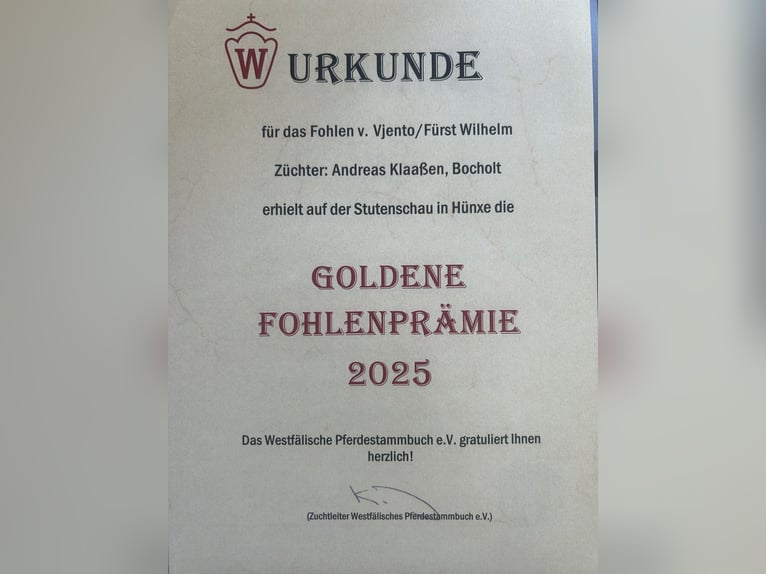 W URKUNDE
für das Fohlen v. Vjento/Fürst Wilhelm
Züchter: Andreas Klaaßen, Bocholt
erhielt auf der Stutenschau in Hünxe die
GOLDENE
FOHLENPRÄMIE
2025
Das Westfälische Pferdestammbuch e.V. gratuliert Ihnen
herzlich!
(Zuchtleiter Westfälisches Pferdestammbuch e.V.)